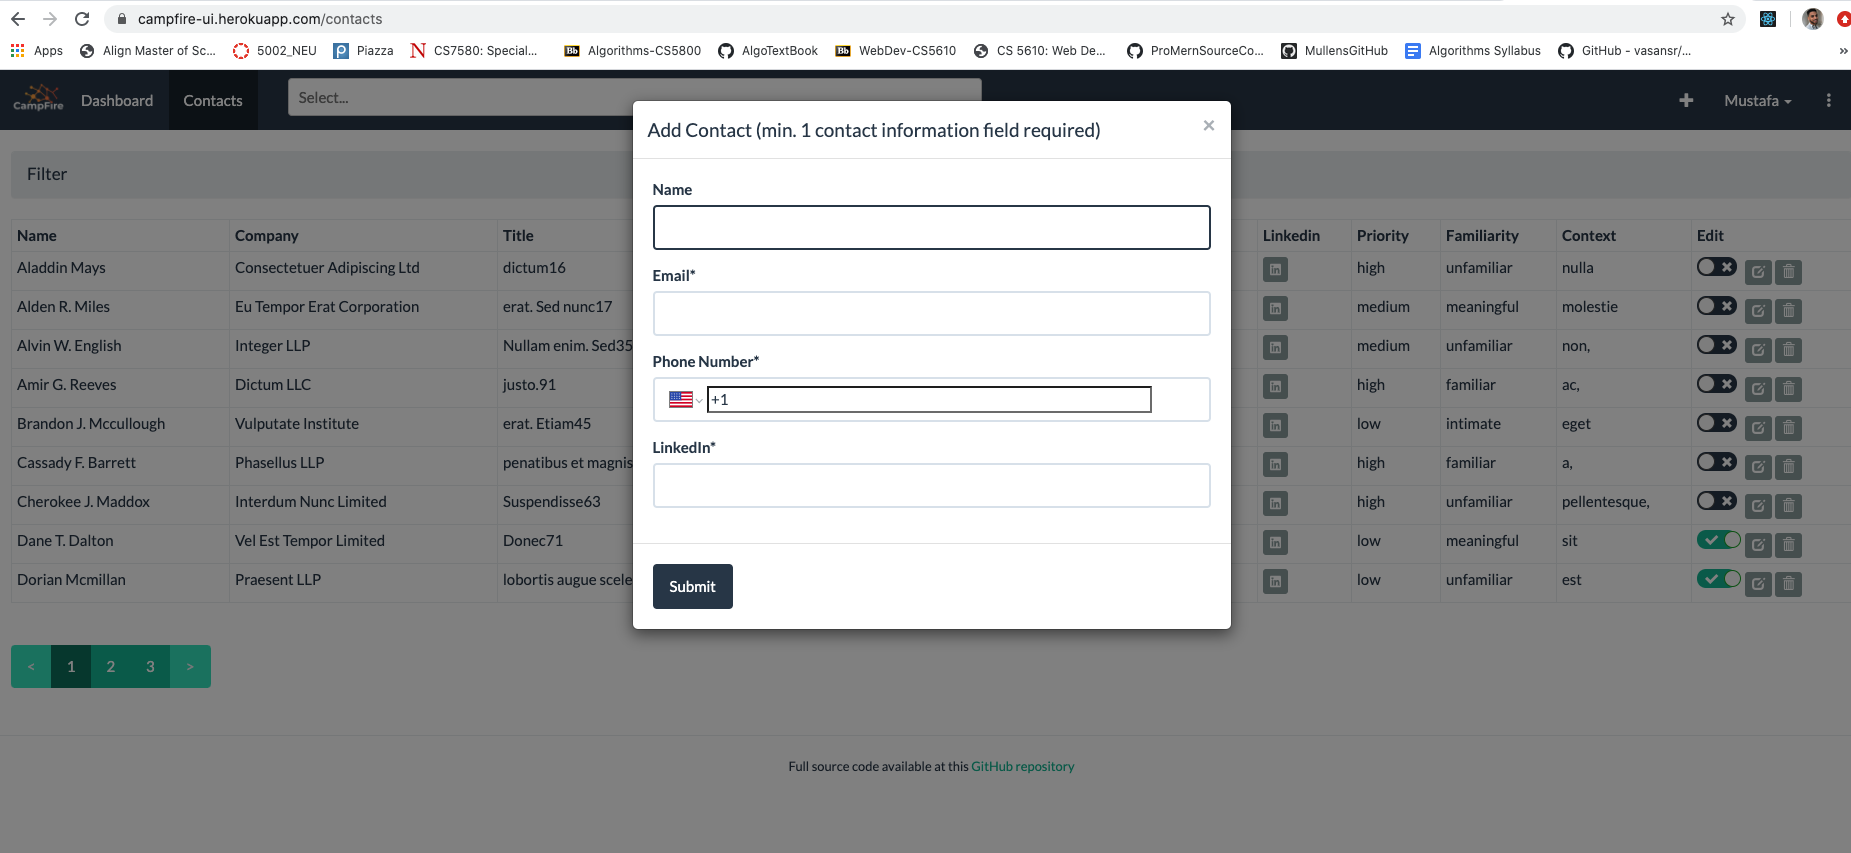 campfire-ui.herokuapp.com/contacts
Apps Align Master of Sc... 5002_NEU Piazza CS7580: Special... Algorithms-CS5800 AlgoTextBook WebDev-CS5610 CS 5610: Web De... ProMernSourceCo... MullensGitHub Algorithms Syllabus GitHub - vasansr/... »
CampFire Dashboard Contacts Select... Mustafa
Add Contact (min. 1 contact information field required) ×
Filter
Name
Email*
Phone Number*
+1
LinkedIn*
Submit
Name Company Title Linkedin Priority Familiarity Context Edit
Aladdin Mays Consectetuer Adipiscing Ltd dictum16 high unfamiliar nulla
Alden R. Miles Eu Tempor Erat Corporation erat. Sed nunc17 medium meaningful molestie
Alvin W. English Integer LLP Nullam enim. Sed35 medium unfamiliar non,
Amir G. Reeves Dictum LLC justo.91 high familiar ac,
Brandon J. Mccullough Vulputate Institute erat. Etiam45 low intimate eget
Cassady F. Barrett Phasellus LLP penatibus et magnis high familiar a,
Cherokee J. Maddox Interdum Nunc Limited Suspendisse63 high unfamiliar pellentesque,
Dane T. Dalton Vel Est Tempor Limited Donec71 low meaningful sit
Dorian Mcmillan Praesent LLP lobortis augue scele low unfamiliar est
< 1 2 3 >
Full source code available at this GitHub repository